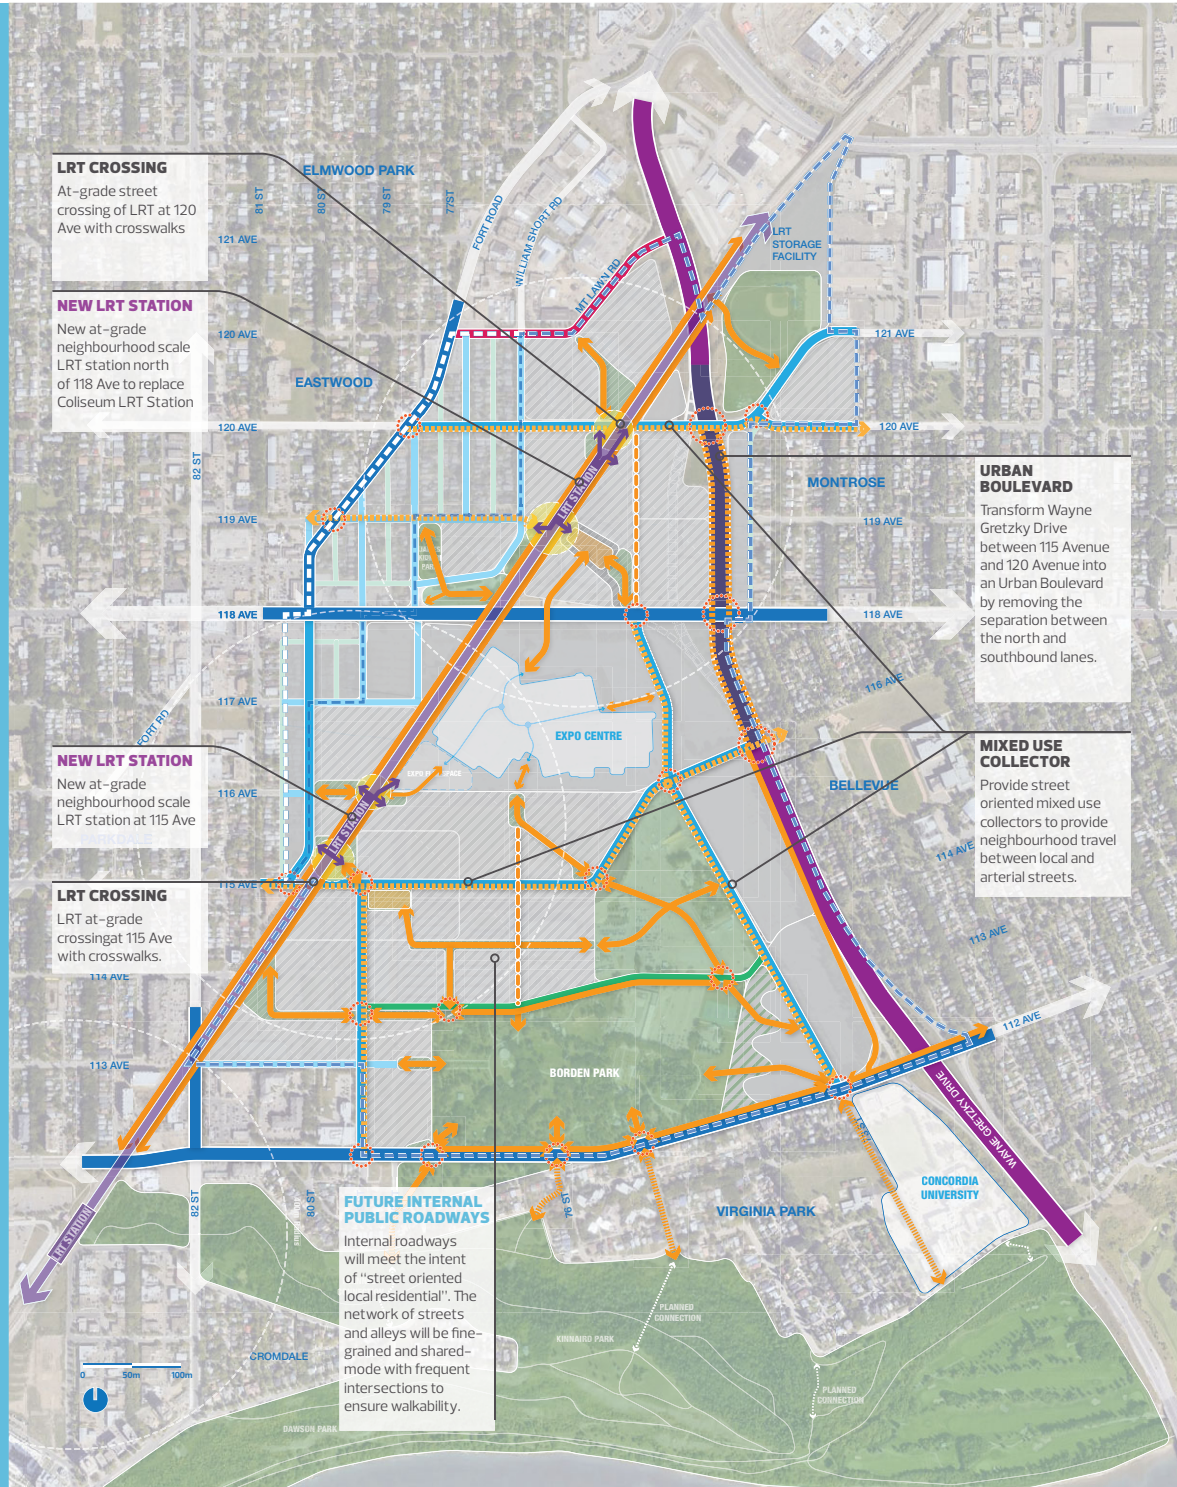 LRT CROSSING
At-grade street
crossing of LRT at 120
Ave with crosswalks
NEW LRT STATION
New at-grade
neighbourhood scale
LRT station north
of 118 Ave to replace
Coliseum LRT Station
NEW LRT STATION
New at-grade
neighbourhood scale
LRT station at 115 Ave
LRT CROSSING
LRT at-grade
crossingat 115 Ave
with crosswalks.
URBAN
BOULEVARD
Transform Wayne
Gretzky Drive
between 115 Avenue
and 120 Avenue into
an Urban Boulevard
by removing the
separation between
the north and
southbound lanes.
MIXED USE
COLLECTOR
Provide street
oriented mixed use
collectors to provide
neighbourhood travel
between local and
arterial streets.
FUTURE INTERNAL
PUBLIC ROADWAYS
Internal roadways
will meet the intent
of “street oriented
local residential”. The
network of streets
and alleys will be fine-
grained and shared-
mode with frequent
intersections to
ensure walkability.
ELMWOOD PARK
81 ST
80 ST
79 ST
77 ST
FORT ROAD
WILLIAM SHORT RD
MT LAWN RD
LRT
STORAGE
FACILITY
121 AVE
120 AVE
121 AVE
EASTWOOD
120 AVE
120 AVE
82 ST
MONTROSE
LRT STATION
119 AVE
119 AVE
118 AVE
118 AVE
116 AVE
117 AVE
FORT RD
EXPO CENTRE
116 AVE
BELLEVUE
LRT STATION
114 AVE
115 AVE
113 AVE
114 AVE
112 AVE
113 AVE
BORDEN PARK
WAYNE GRETZKY DRIVE
CONCORDIA
UNIVERSITY
82 ST
80 ST
76 ST
VIRGINIA PARK
LRT STATION
PLANNED
CONNECTION
KINNAIRD PARK
CROMDALE
0 50m 100m
PLANNED
CONNECTION
DAWSON PARK